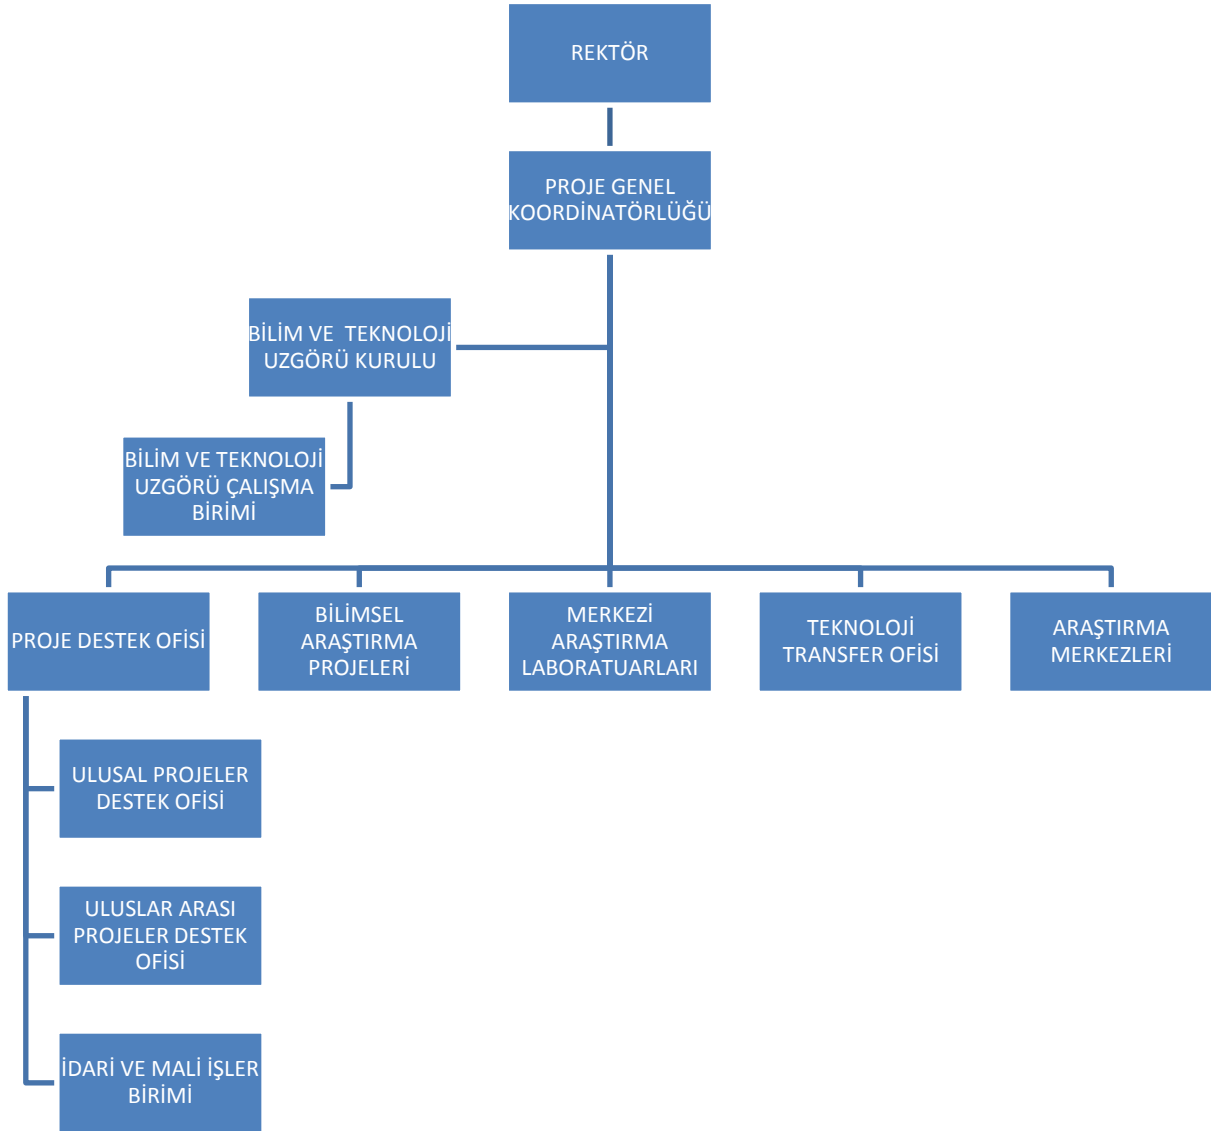 REKTÖR
PROJE GENEL
KOORDİNATÖRLÜĞÜ
BİLİM VE  TEKNOLOJİ
UZGÖRÜ KURULU
BİLİM VE TEKNOLOJİ
UZGÖRÜ ÇALIŞMA
BİRİMİ
PROJE DESTEK OFİSİ
BİLİMSEL
ARAŞTIRMA
PROJELERİ
MERKEZİ
ARAŞTIRMA
LABORATUARLARI
TEKNOLOJİ
TRANSFER OFİSİ
ARAŞTIRMA
MERKEZLERİ
ULUSAL PROJELER
DESTEK OFİSİ
ULUSLAR ARASI
PROJELER DESTEK
OFİSİ
İDARİ VE MALİ İŞLER
BİRİMİ